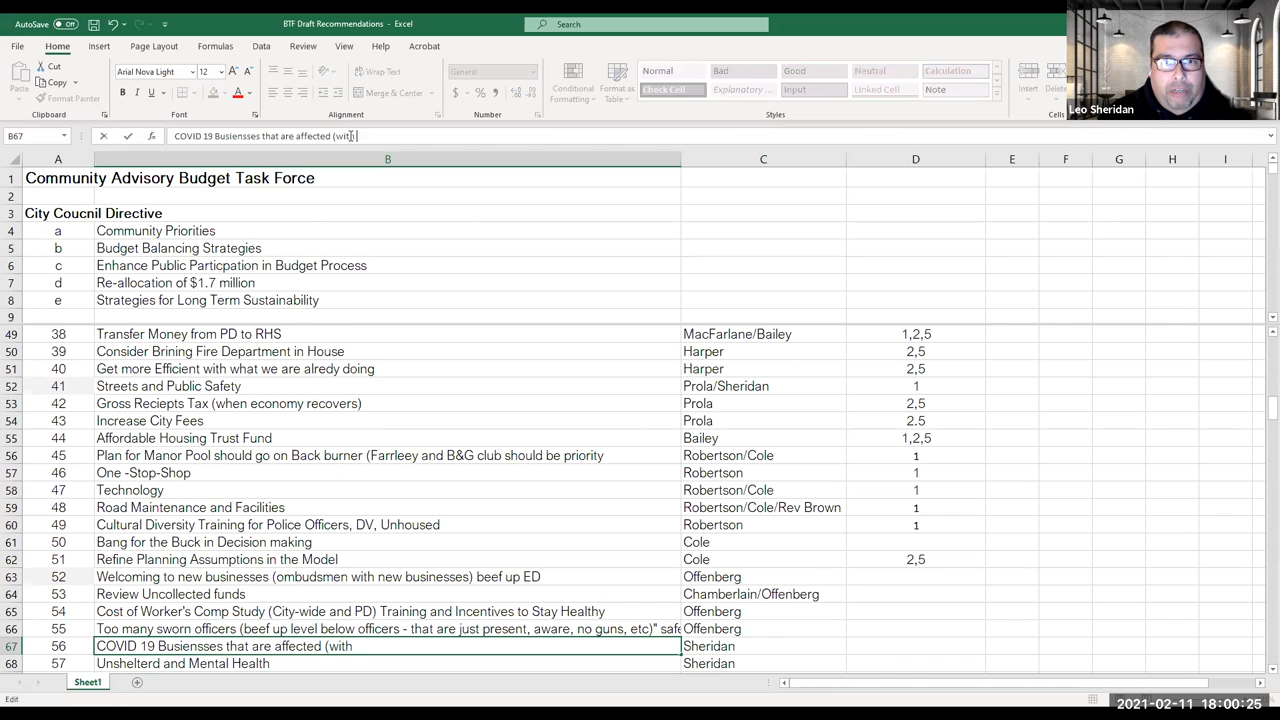 AutoSave Off BTF Draft Recommendations - Excel Search
File Home Insert Page Layout Formulas Data Review View Help Acrobat
Cut Arial Nova Light 12 Wrap Text General Normal Bad Good Neutral Calculation
Paste Copy Format Painter Merge & Center Conditional Formatting Format as Table Check Cell Explanatory ... Input Linked Cell Note Insert
Clipboard Font Alignment Number Styles Cells
Leo Sheridan
B67 COVID 19 Busiensses that are affected (with
A B C D E F G H I
1 Community Advisory Budget Task Force
2
3 City Coucnil Directive
4 a Community Priorities
5 b Budget Balancing Strategies
6 c Enhance Public Particpation in Budget Process
7 d Re-allocation of $1.7 million
8 e Strategies for Long Term Sustainability
9
49 38 Transfer Money from PD to RHS MacFarlane/Bailey 1,2,5
50 39 Consider Brining Fire Department in House Harper 2,5
51 40 Get more Efficient with what we are alredy doing Harper 2,5
52 41 Streets and Public Safety Prola/Sheridan 1
53 42 Gross Reciepts Tax (when economy recovers) Prola 2,5
54 43 Increase City Fees Prola 2.5
55 44 Affordable Housing Trust Fund Bailey 1,2,5
56 45 Plan for Manor Pool should go on Back burner (Farrleey and B&G club should be priority Robertson/Cole 1
57 46 One -Stop-Shop Robertson 1
58 47 Technology Robertson/Cole 1
59 48 Road Maintenance and Facilities Robertson/Cole/Rev Brown 1
60 49 Cultural Diversity Training for Police Officers, DV, Unhoused Robertson 1
61 50 Bang for the Buck in Decision making Cole
62 51 Refine Planning Assumptions in the Model Cole 2,5
63 52 Welcoming to new businesses (ombudsmen with new businesses) beef up ED Offenberg
64 53 Review Uncollected funds Chamberlain/Offenberg
65 54 Cost of Worker's Comp Study (City-wide and PD) Training and Incentives to Stay Healthy Offenberg
66 55 Too many sworn officers (beef up level below officers - that are just present, aware, no guns, etc)" safe Offenberg
67 56 COVID 19 Busiensses that are affected (with Sheridan
68 57 Unshelterd and Mental Health Sheridan
Sheet1
Edit
2021-02-11 18:00:25